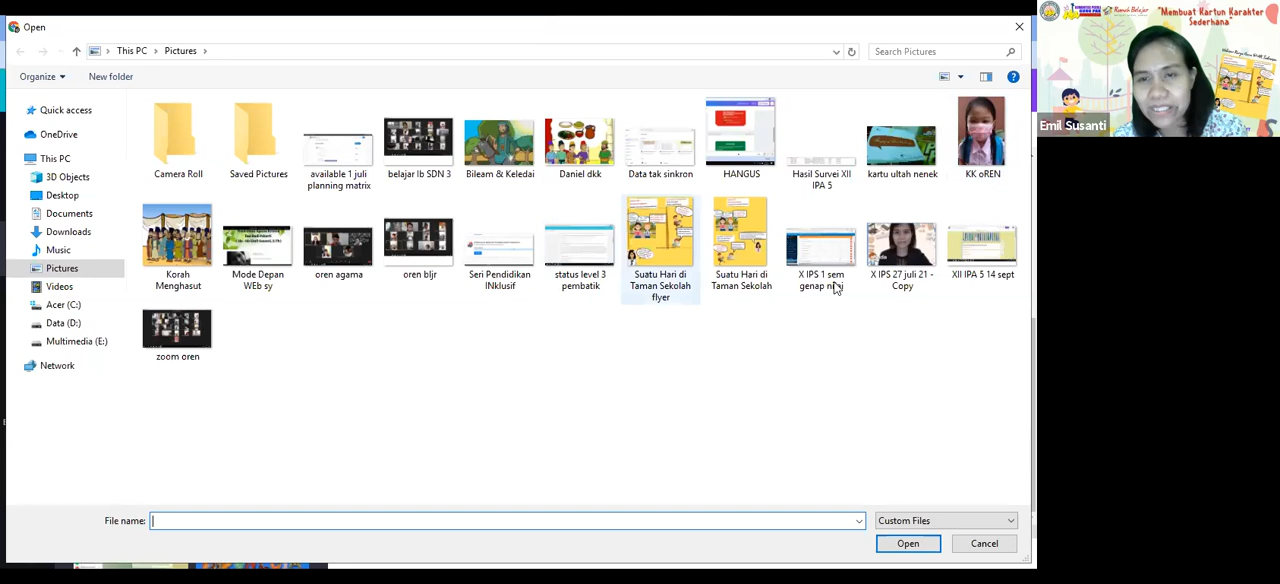 Open
This PC
Pictures
Search Pictures
Organize
New folder
Quick access
OneDrive
This PC
3D Objects
Desktop
Documents
Downloads
Music
Pictures
Videos
Acer (C:)
Data (D:)
Multimedia (E:)
Network
Camera Roll
Saved Pictures
available 1 juli
planning matrix
belajar lb SDN 3
Bileam & Keledai
Daniel dkk
Data tak sinkron
HANGUS
Hasil Survei XII
IPA 5
kartu ultah nenek
KK oREN
Korah
Menghasut
Mode Depan
WEb sy
oren agama
oren bljr
Seri Pendidikan
INklusif
status level 3
pembatik
Suatu Hari di
Taman Sekolah
flyer
Suatu Hari di
Taman Sekolah
X IPS 1 sem
genap
X IPS 27 juli 21 -
Copy
XII IPA 5 14 sept
zoom oren
File name:
Custom Files
Open
Cancel
"Membuat Kartun Karakter
Sederhana"
Rumah Belajar
Emil Susanti